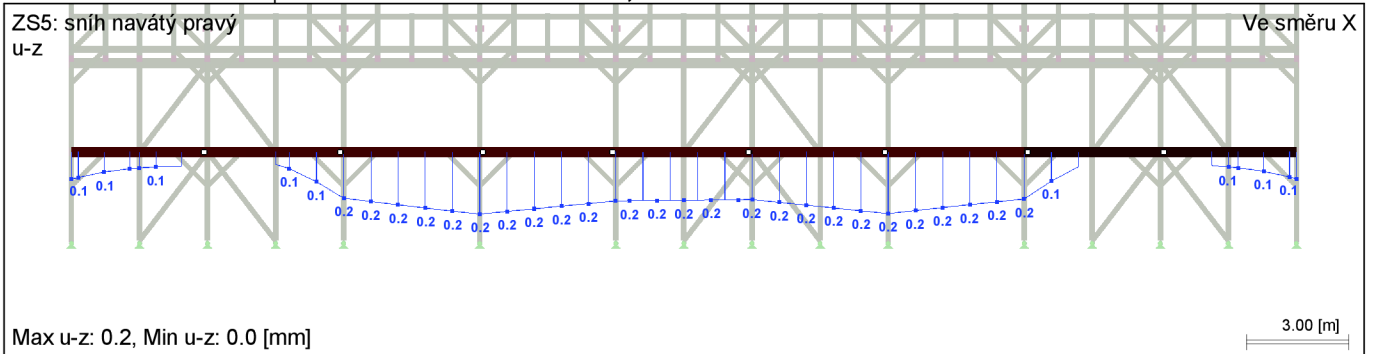 ZS5: sníh navátý pravý
Ve směru X
u-z
0.1 0.1 0.1 0.1 0.1 0.2 0.2 0.2 0.2 0.2 0.2 0.2 0.2 0.2 0.2 0.2 0.2 0.2 0.2 0.2 0.2 0.2 0.2 0.2 0.2 0.2 0.2 0.2 0.2 0.2 0.1 0.1 0.1 0.1
3.00 [m]
Max u-z: 0.2, Min u-z: 0.0 [mm]